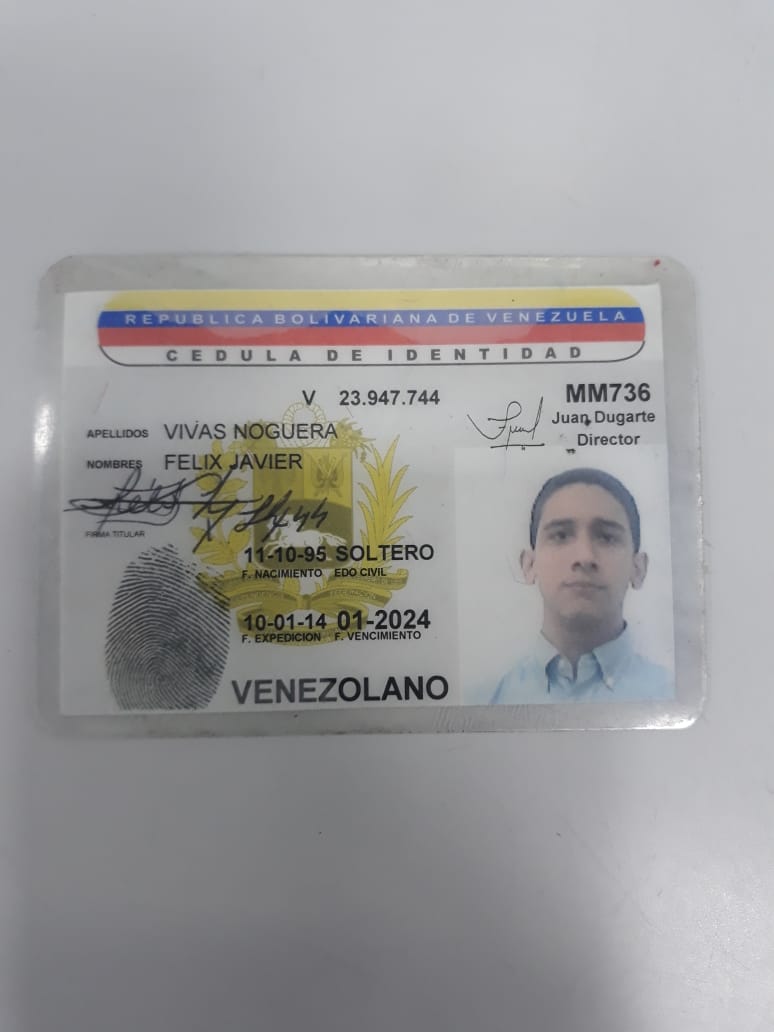 REPUBLICA BOLIVARIANA DE VENEZUELA
CEDULA DE IDENTIDAD
V 23.947.744
MM736
Juan Dugarte
Director
APELLIDOS VIVAS NOGUERA
NOMBRES FELIX JAVIER
FIRMA TITULAR
11-10-95 SOLTERO
F. NACIMIENTO EDO CIVIL
10-01-14 01-2024
F. EXPEDICION F. VENCIMIENTO
VENEZOLANO